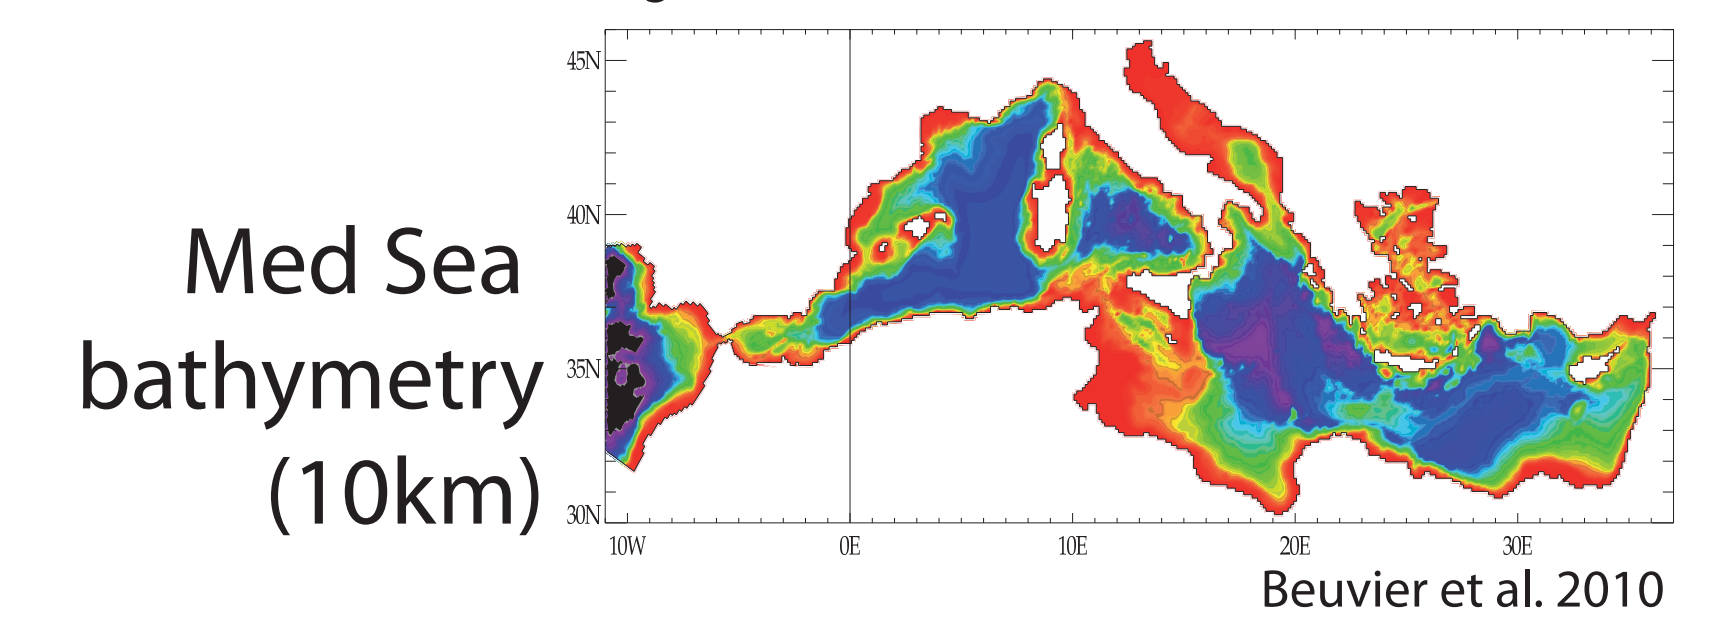 Med Sea
bathymetry
(10km)
45N
40N
35N
30N
10W
0E
10E
20E
30E
Beuvier et al. 2010